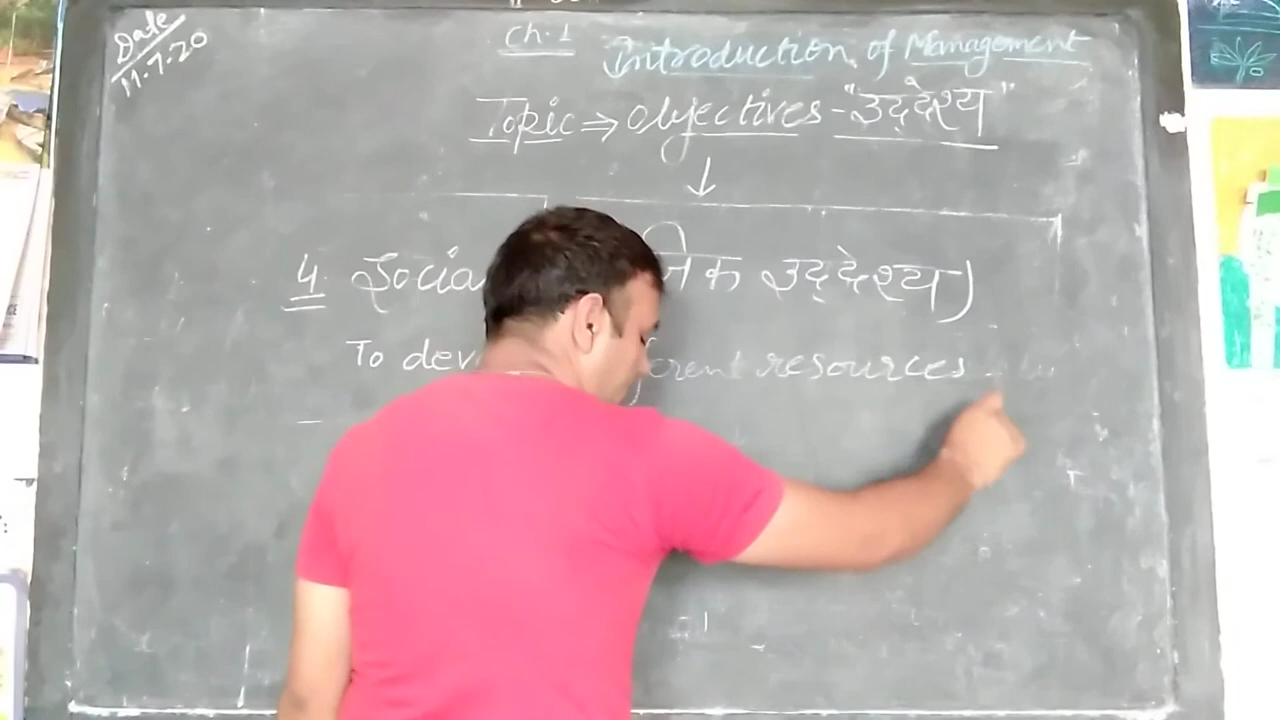 Date
11.7.20
Ch.1 Introduction of Management
Topic ⇒ Objectives - "उद्देश्य"
4. Socia उद्देश्य)
To dev resources